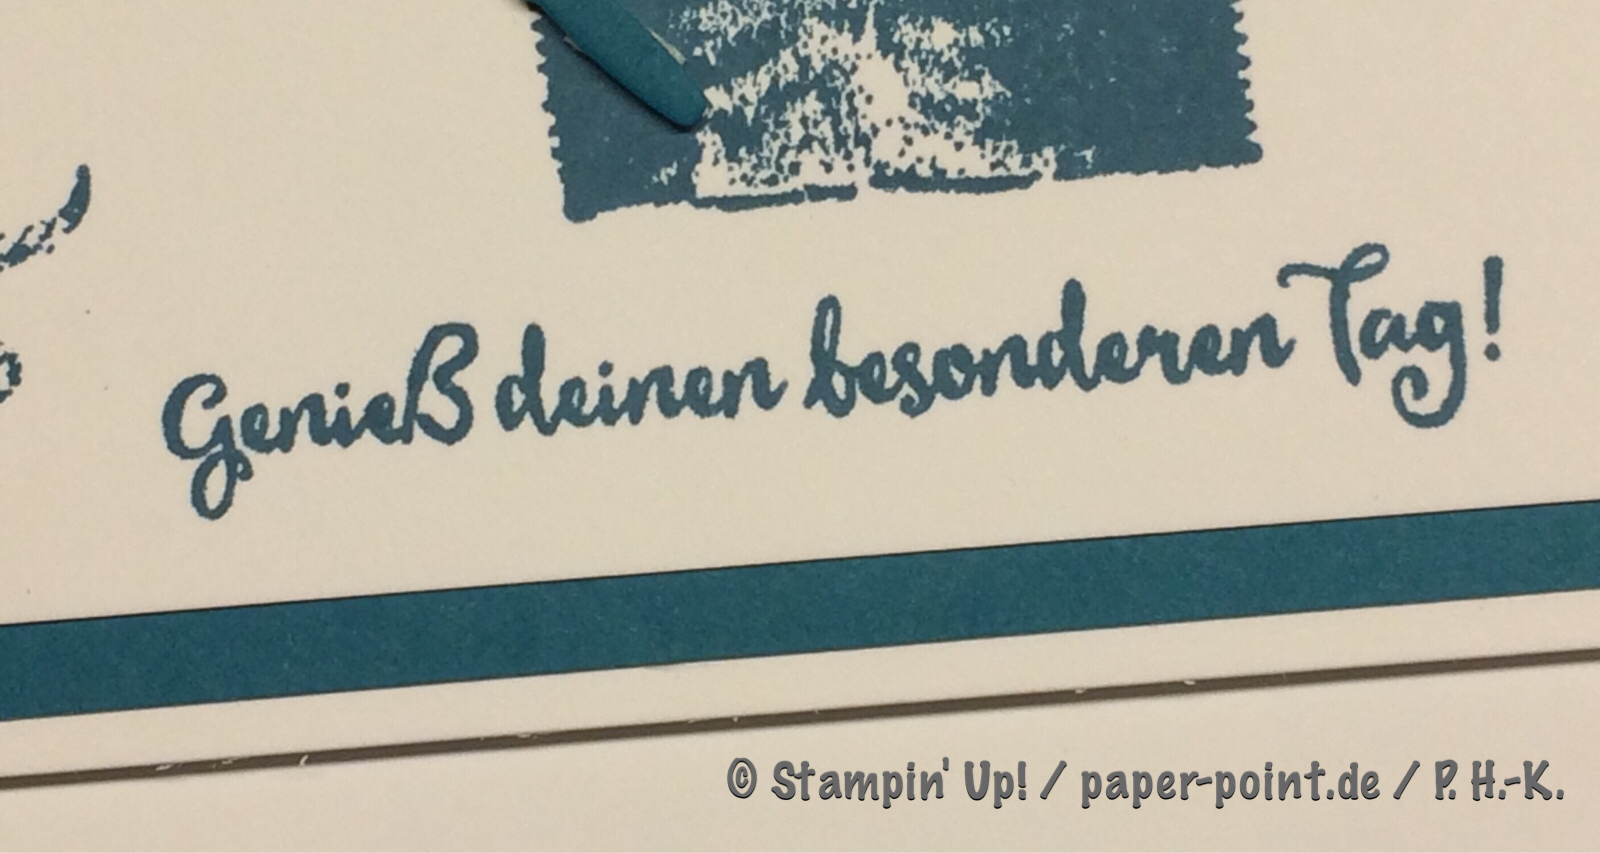 Genieß deinen besonderen Tag!
© Stampin' Up! / paper-point.de / P. H.-K.